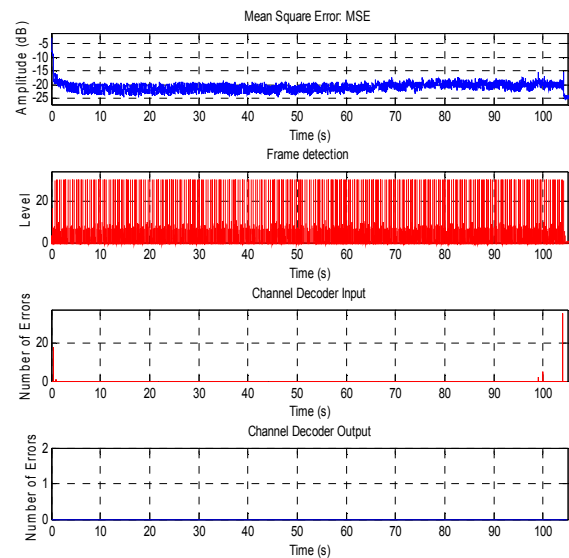 Mean Square Error: MSE
Amplitude (dB)
-5
-10
-15
-20
-25
0 10 20 30 40 50 60 70 80 90 100
Time (s)
Frame detection
Level
20
0
0 10 20 30 40 50 60 70 80 90 100
Time (s)
Channel Decoder Input
Number of Errors
20
0
0 10 20 30 40 50 60 70 80 90 100
Time (s)
Channel Decoder Output
Number of Errors
2
1
0
0 10 20 30 40 50 60 70 80 90 100
Time (s)